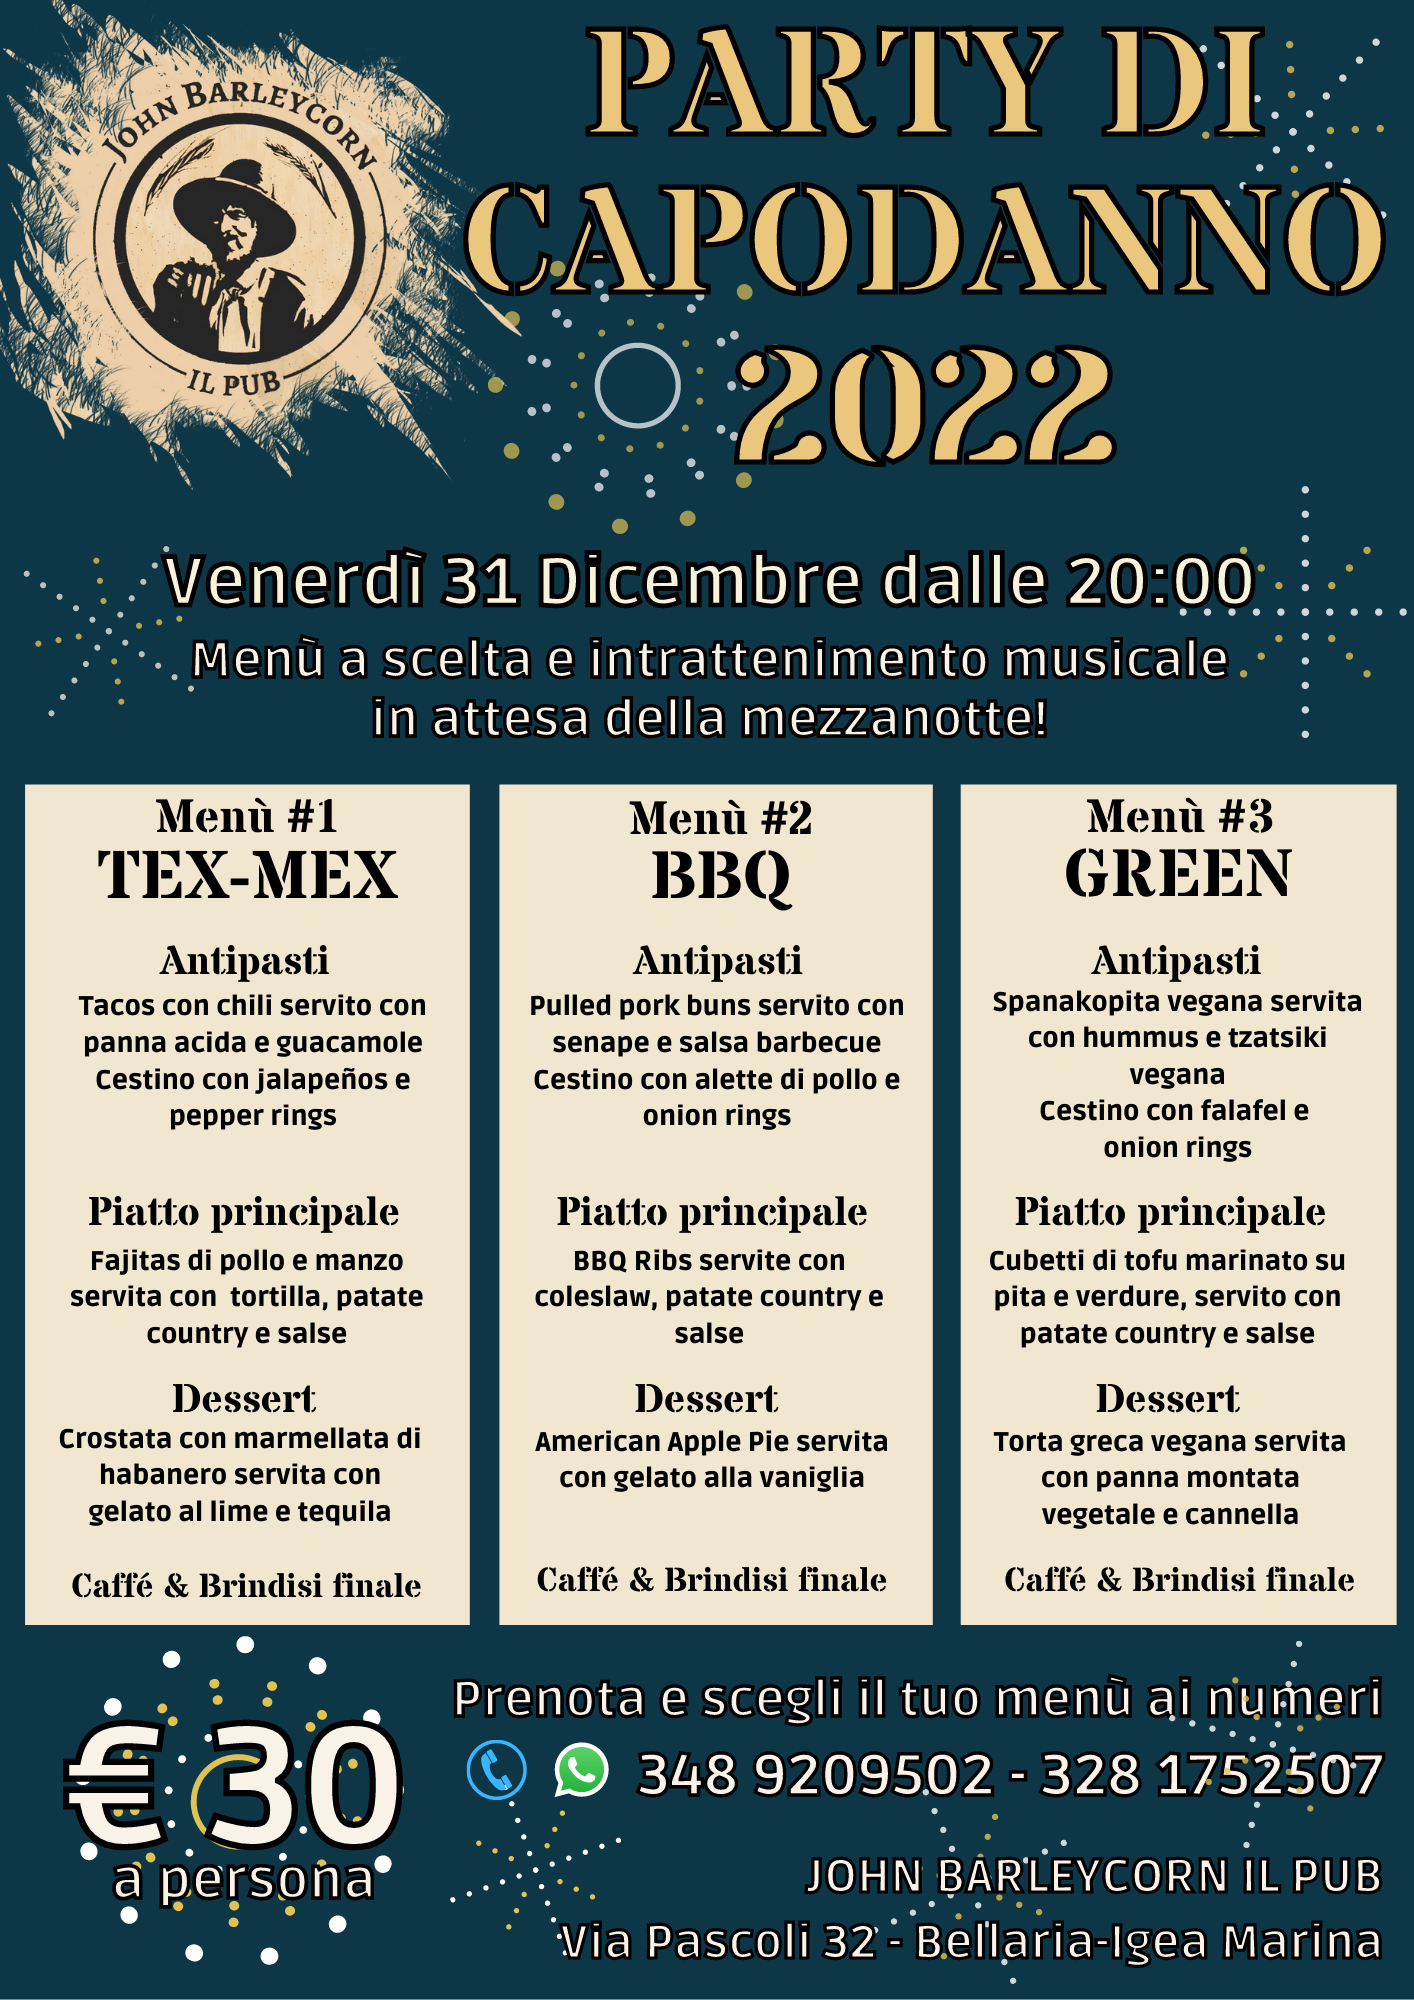 JOHN BARLEYCORN
IL PUB
PARTY DI
CAPODANNO
2022
Venerdì 31 Dicembre dalle 20:00
Menù a scelta e intrattenimento musicale
in attesa della mezzanotte!
Menù #1
TEX-MEX
Antipasti
Tacos con chili servito con
panna acida e guacamole
Cestino con jalapeños e
pepper rings
Piatto principale
Fajitas di pollo e manzo
servita con  tortilla, patate
country e salse
Dessert
Crostata con marmellata di
habanero servita con
gelato al lime e tequila
Caffé & Brindisi finale
Menù #2
BBQ
Antipasti
Pulled pork buns servito con
senape e salsa barbecue
Cestino con alette di pollo e
onion rings
Piatto principale
BBQ Ribs servite con
coleslaw, patate country e
salse
Dessert
American Apple Pie servita
con gelato alla vaniglia
Caffé & Brindisi finale
Menù #3
GREEN
Antipasti
Spanakopita vegana servita
con hummus e tzatsiki
vegana
Cestino con falafel e
onion rings
Piatto principale
Cubetti di tofu marinato su
pita e verdure, servito con
patate country e salse
Dessert
Torta greca vegana servita
con panna montata
vegetale e cannella
Caffé & Brindisi finale
€ 30
a persona
Prenota e scegli il tuo menù ai numeri
348 9209502 - 328 1752507
JOHN BARLEYCORN IL PUB
Via Pascoli 32 - Bellaria-Igea Marina